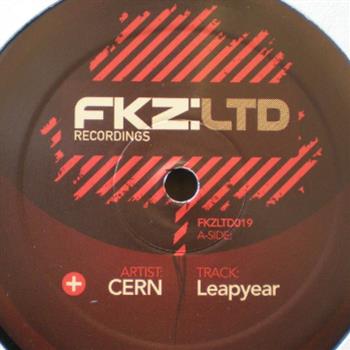 FKZ:LTD
RECORDINGS
FKZLTD019
A-SIDE:
ARTIST: TRACK:
CERN Leapyear